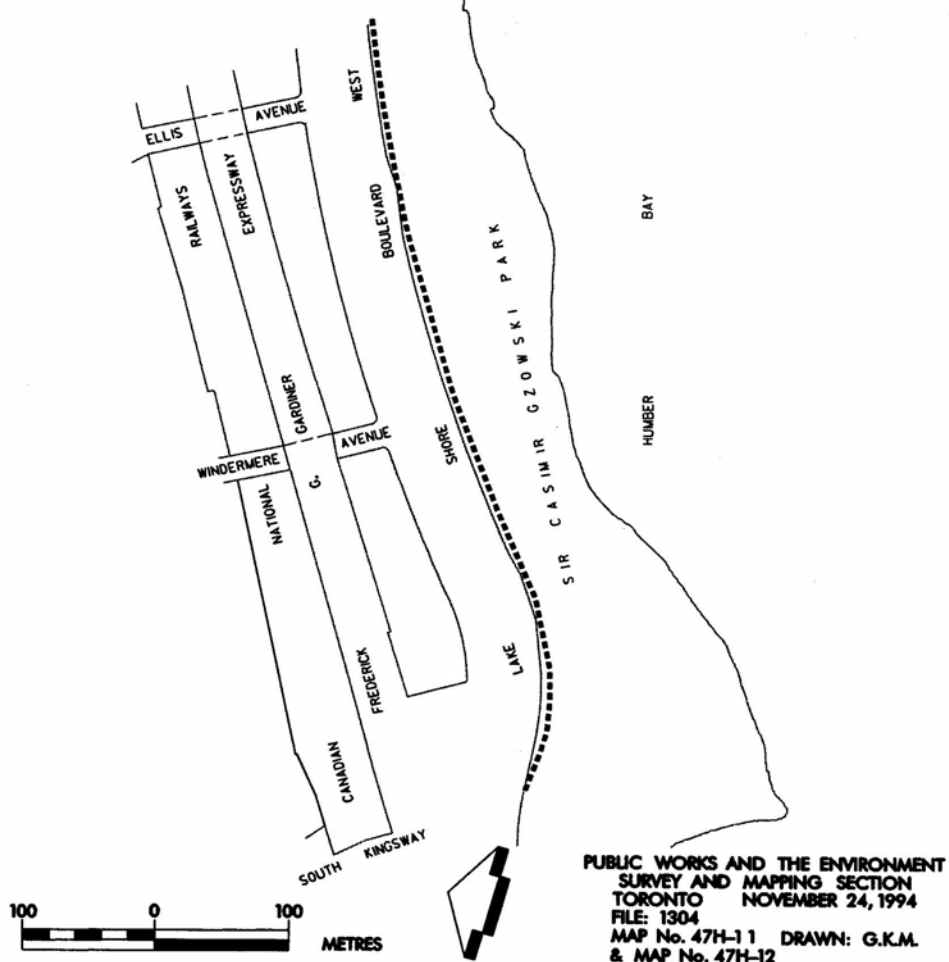 WEST
AVENUE
ELLIS
RAILWAYS
EXPRESSWAY
BOULEVARD
BAY
SIR CASIMIR GZOWSKI PARK
GARDINER
HUMBER
AVENUE
SHORE
WINDERMERE
NATIONAL
G.
LAKE
FREDERICK
CANADIAN
SOUTH KINGSWAY
PUBLIC WORKS AND THE ENVIRONMENT
SURVEY AND MAPPING SECTION
TORONTO NOVEMBER 24, 1994
FILE: 1304
MAP No. 47H-11 DRAWN: G.K.M.
& MAP No. 47H-12
100 0 100
METRES